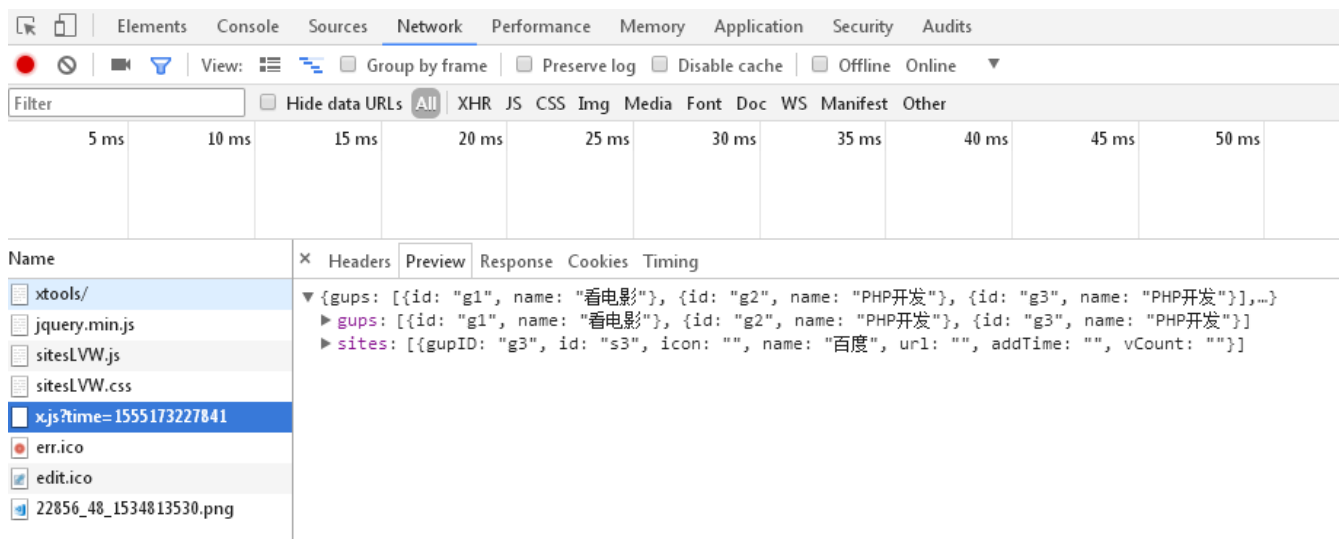 Elements Console Sources Network Performance Memory Application Security Audits
View: Group by frame Preserve log Disable cache Offline Online ▼
Filter Hide data URLs All XHR JS CSS Img Media Font Doc WS Manifest Other
5 ms 10 ms 15 ms 20 ms 25 ms 30 ms 35 ms 40 ms 45 ms 50 ms
Name
× Headers Preview Response Cookies Timing
xtools/
jquery.min.js
sitesLVW.js
sitesLVW.css
x.js?time=1555173227841
err.ico
edit.ico
22856_48_1534813530.png
▼{gups: [{id: "g1", name: "看电影"}, {id: "g2", name: "PHP开发"}, {id: "g3", name: "PHP开发"}],…}
▶gups: [{id: "g1", name: "看电影"}, {id: "g2", name: "PHP开发"}, {id: "g3", name: "PHP开发"}]
▶sites: [{gupID: "g3", id: "s3", icon: "", name: "百度", url: "", addTime: "", vCount: ""}]